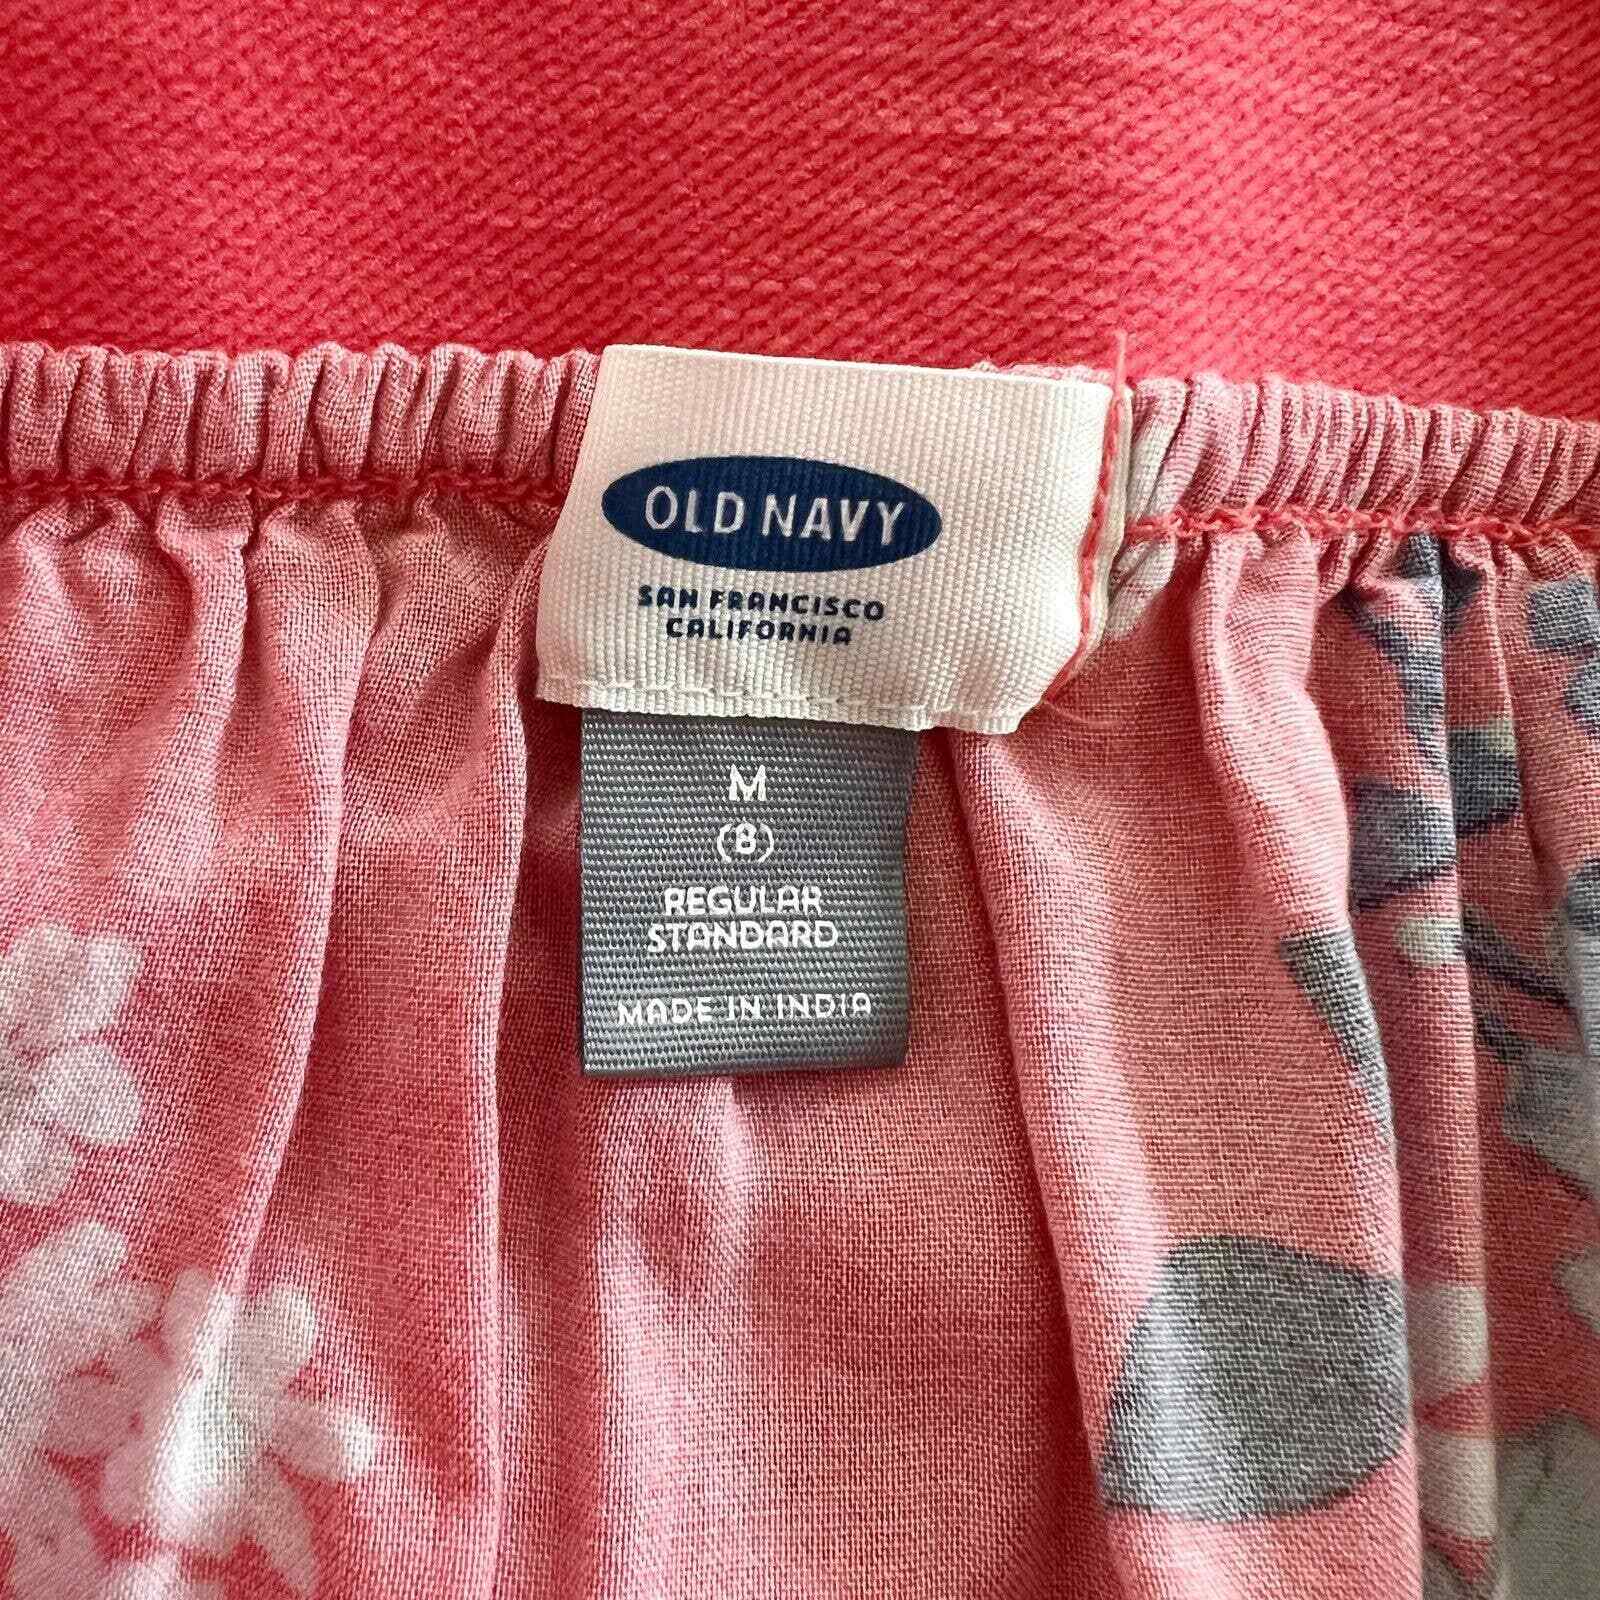 OLD NAVY
SAN FRANCISCO
CALIFORNIA
M
(8)
REGULAR
STANDARD
MADE IN INDIA